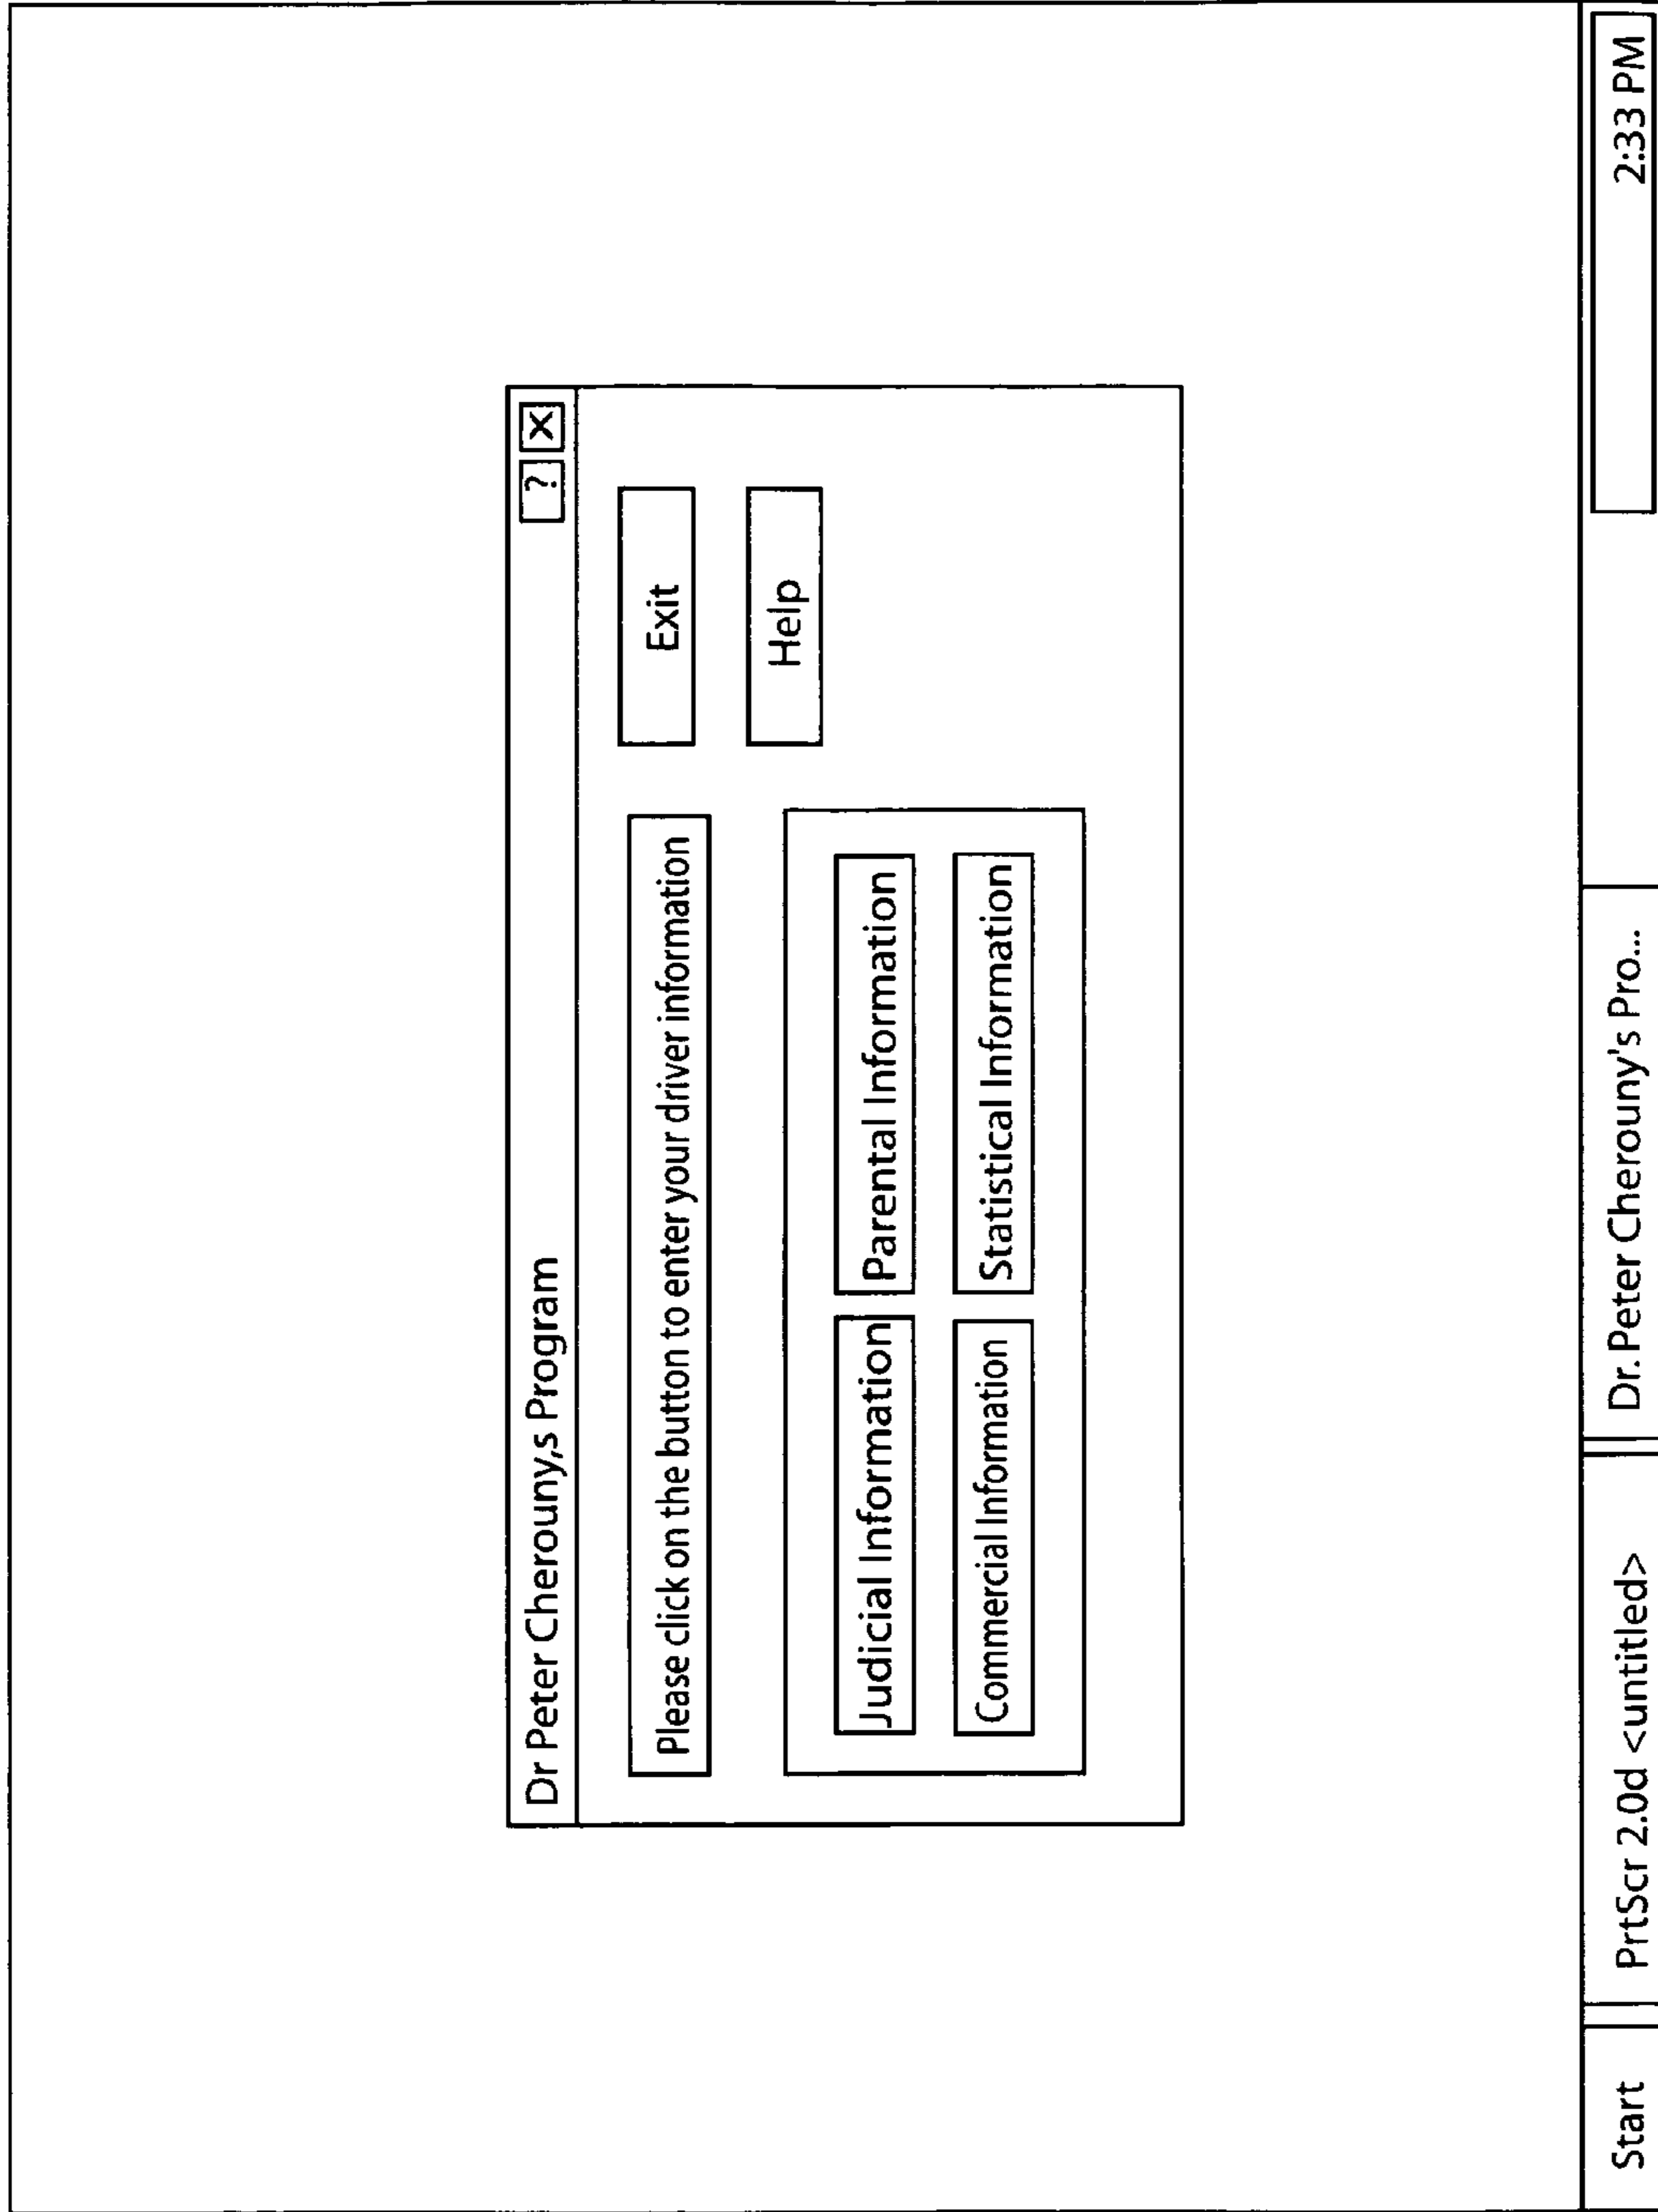 Dr Peter Cherouny,s Program ? X
Please click on the button to enter your driver information
Exit
Help
Judicial Information Parental Information
Commercial Information Statistical Information
Start PrtScr 2.0d <untitled> Dr. Peter Cherouny's Pro... 2:33 PM